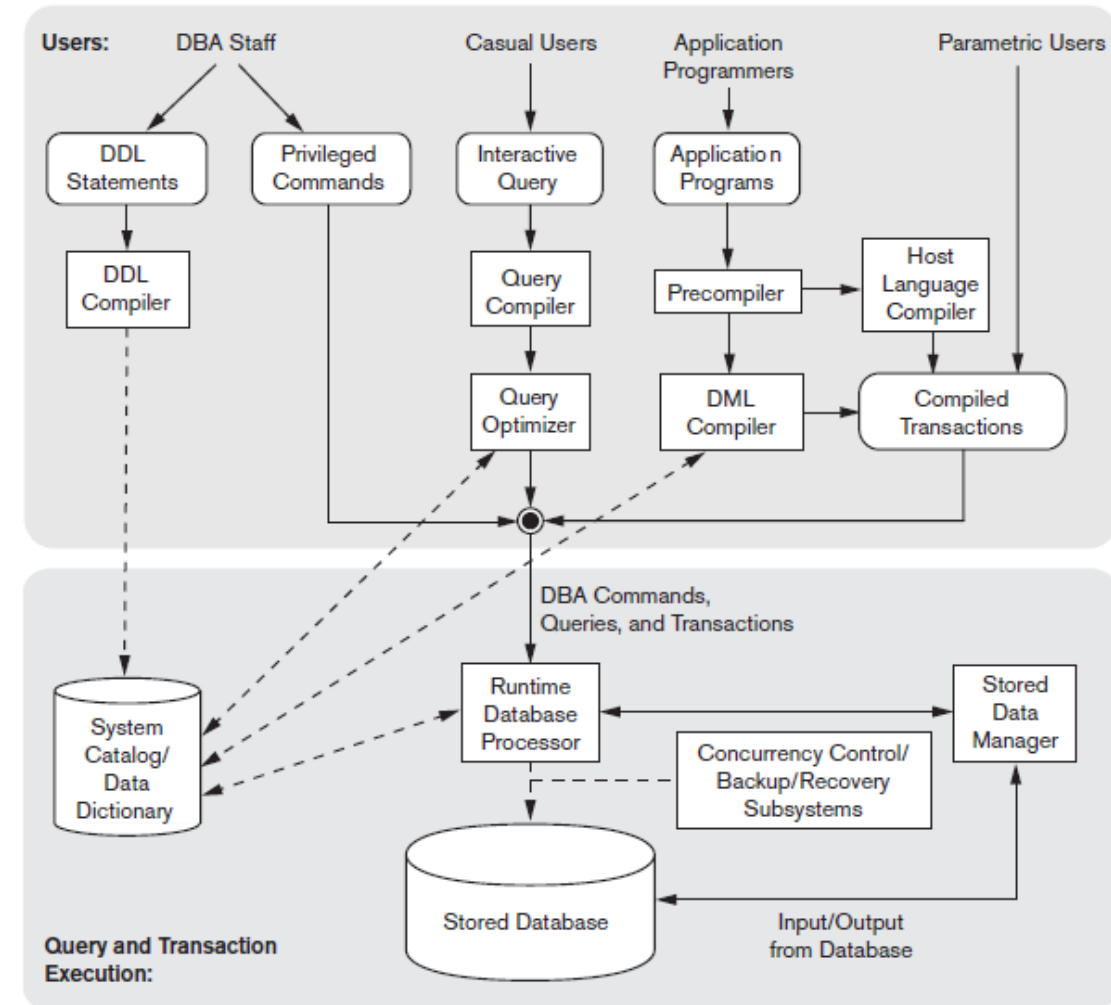 Users:
DBA Staff
Casual Users
Application
Programmers
Parametric Users
DDL
Statements
Privileged
Commands
Interactive
Query
Application
Programs
DDL
Compiler
Query
Compiler
Precompiler
Host
Language
Compiler
Query
Optimizer
DML
Compiler
Compiled
Transactions
DBA Commands,
Queries, and Transactions
System
Catalog/
Data
Dictionary
Runtime
Database
Processor
Stored
Data
Manager
Concurrency Control/
Backup/Recovery
Subsystems
Stored Database
Input/Output
from Database
Query and Transaction
Execution: